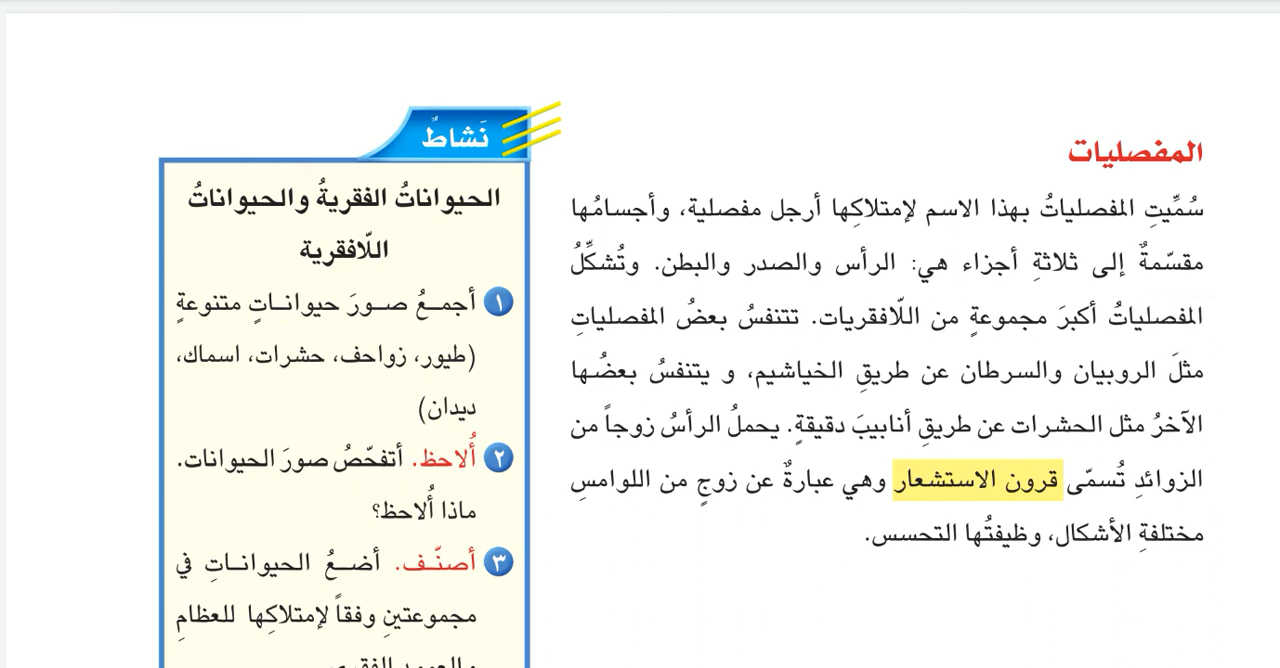 المفصليات
سُمِّيتِ المفصلياتُ بهذا الاسم لإمتلاكِها أرجل مفصلية، وأجسامُها
مقسّمةٌ إلى ثلاثةِ أجزاء هي: الرأس والصدر والبطن. وتُشكِّلُ
المفصلياتُ أكبرَ مجموعةٍ من اللّافقريات. تتنفسُ بعضُ المفصلياتِ
مثلَ الروبيان والسرطان عن طريقِ الخياشيم، و يتنفسُ بعضُها
الآخرُ مثل الحشرات عن طريقِ أنابيبَ دقيقةٍ. يحملُ الرأسُ زوجاً من
الزوائدِ تُسمّى قرون الاستشعار وهي عبارةٌ عن زوجٍ من اللوامسِ
مختلفةِ الأشكال، وظيفتُها التحسس.
نَشاطٌ
الحيواناتُ الفقريةُ والحيواناتُ
اللّافقرية
١ أجمعُ صورَ حيواناتٍ متنوعةٍ
(طيور، زواحف، حشرات، اسماك،
ديدان)
٢ أُلاحظ. أتفحّصُ صورَ الحيوانات.
ماذا أُلاحظ؟
٣ أصنّف. أضعُ الحيواناتِ في
مجموعتينِ وفقاً لإمتلاكِها للعظامِ